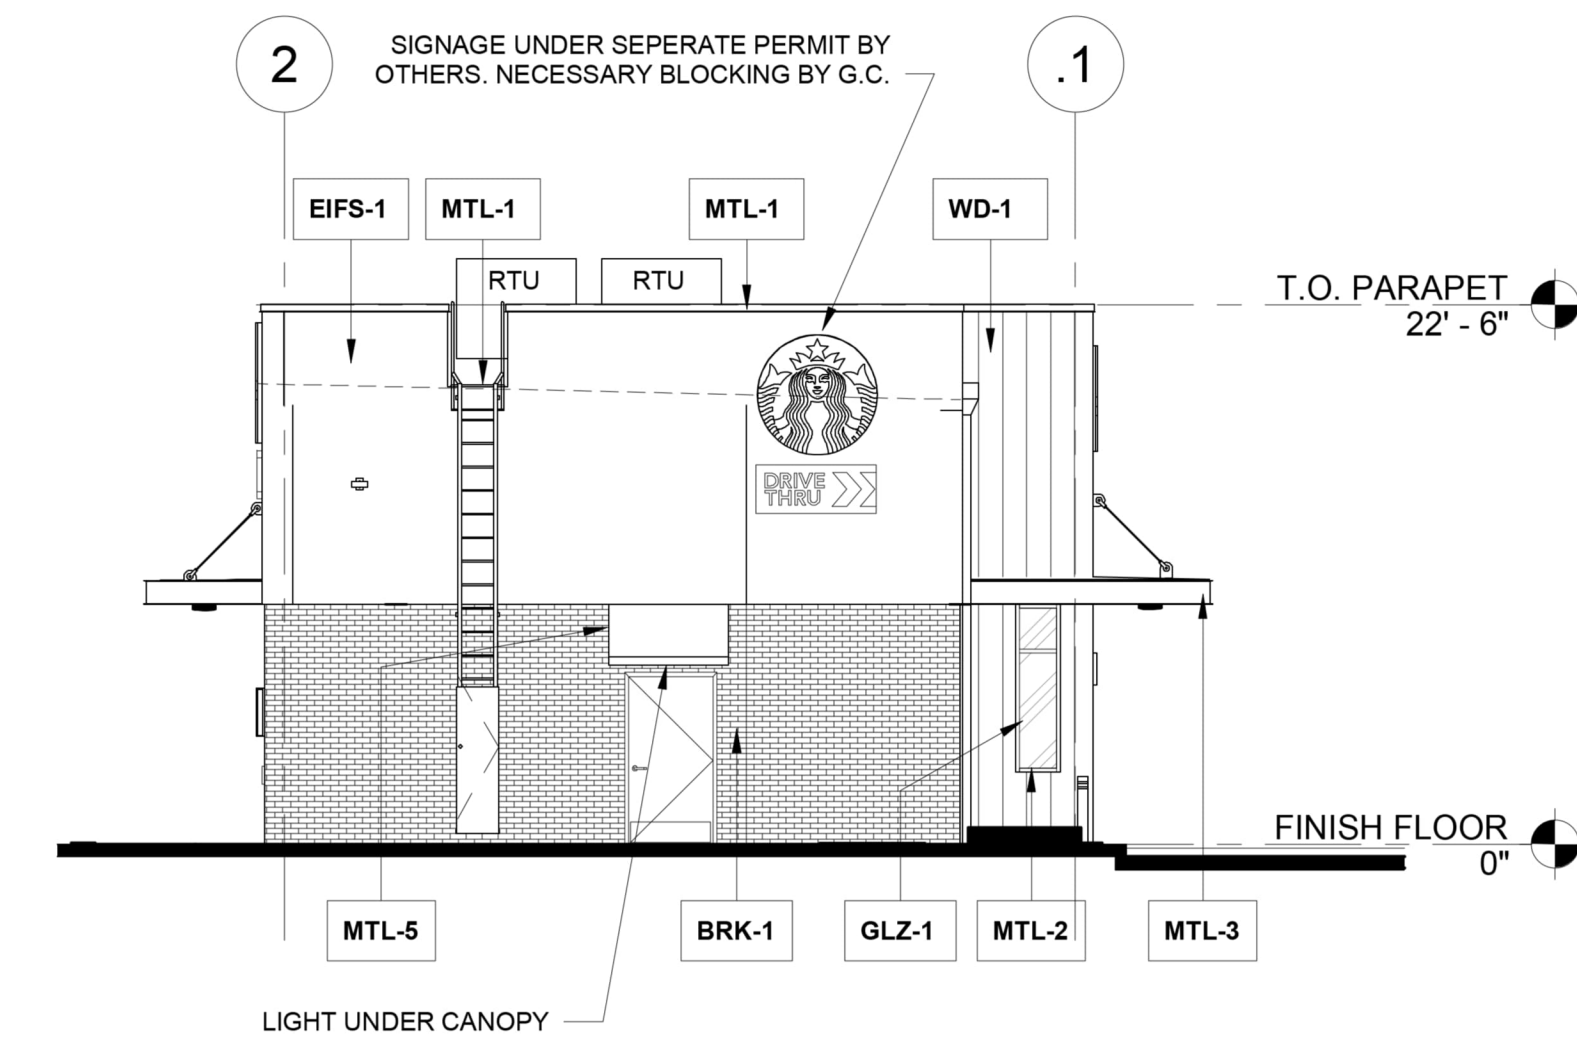 2
SIGNAGE UNDER SEPERATE PERMIT BY
OTHERS. NECESSARY BLOCKING BY G.C.
.1
EIFS-1
MTL-1
MTL-1
WD-1
RTU
RTU
T.O. PARAPET
22' - 6"
DRIVE
THRU
FINISH FLOOR
0"
MTL-5
BRK-1
GLZ-1
MTL-2
MTL-3
LIGHT UNDER CANOPY